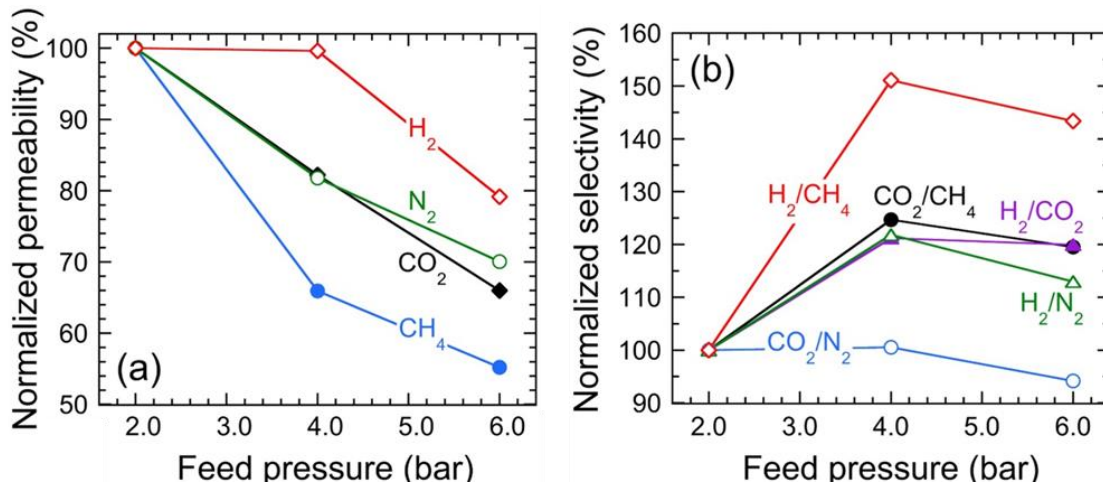 Normalized permeability (%)
100
90
80
70
60
50
H₂
N₂
CO₂
CH₄
(a)
2.0 3.0 4.0 5.0 6.0
Feed pressure (bar)
Normalized selectivity (%)
160
150
140
130
120
110
100
90
(b)
H₂/CH₄
CO₂/CH₄
H₂/CO₂
H₂/N₂
CO₂/N₂
2.0 3.0 4.0 5.0 6.0
Feed pressure (bar)